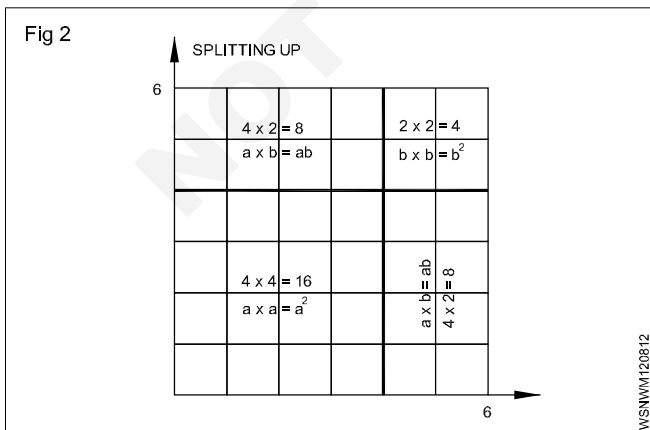 Fig 2
SPLITTING UP
NOT
6
4 x 2 = 8
a x b = ab
2 x 2 = 4
b x b = b²
4 x 4 = 16
a x a = a²
a x b = ab
4 x 2 = 8
6
WSNWM120812